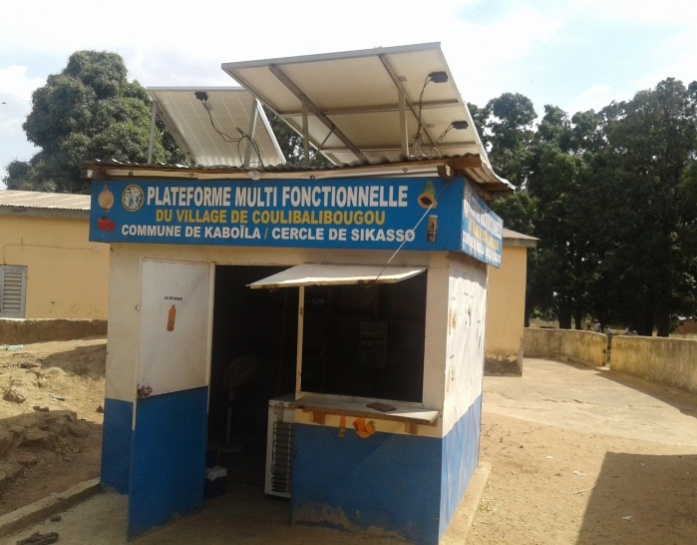 PLATEFORME MULTI FONCTIONNELLE
DU VILLAGE DE COULIBALIBOUGOU
COMMUNE DE KABOÏLA / CERCLE DE SIKASSO